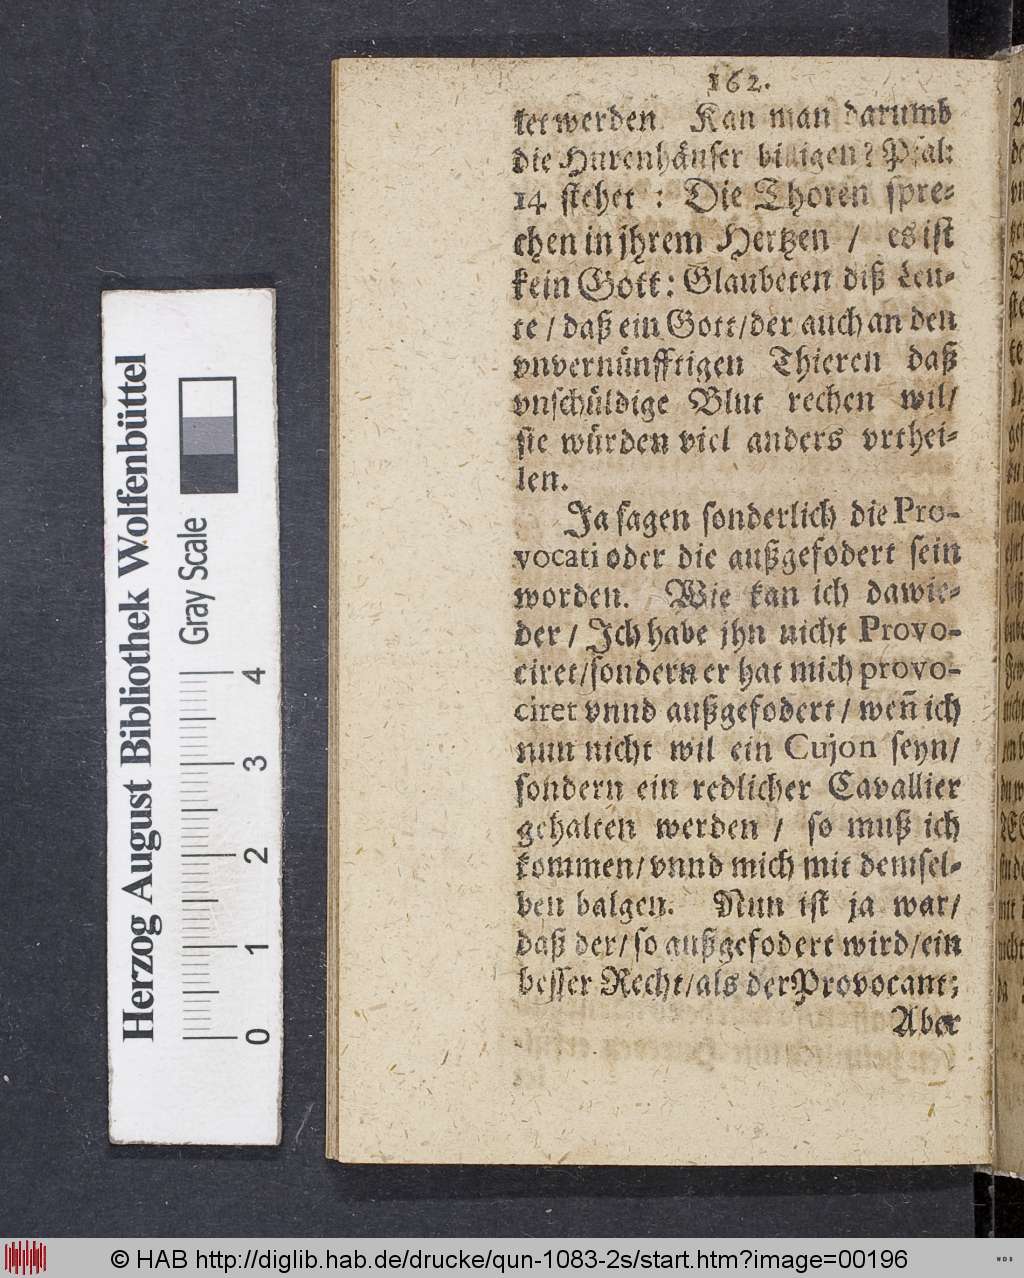 162.
ket werden. Kan man darumb
die Hurenhäuser billigen? Psal:
14. stehet : Die Thoren spre-
chen in jhrem Hertzen / es ist
kein Gott: Glaubeten diß Leu-
te / daß ein Gott/der auch an den
vnvernünfftigen Thieren daß
vnschüldige Blut rechen wil/
sie würden viel anders vrthei-
len.
Ja sagen sonderlich die Pro-
vocati oder die außgefodert sein
worden. Wie kan ich dawie-
der / Ich habe jhn nicht Provo-
ciret/sondern er hat mich provo-
ciret vnnd außgefodert / weñ ich
nun nicht wil ein Cujon seyn/
sondern ein redlicher Cavallier
gehalten werden / so muß ich
kommen/ vnnd mich mit demsel-
ben balgen. Nun ist ja war/
daß der/ so außgefodert wird/ein
besser Recht/als der Provocant;
Aber
Herzog August Bibliothek Wolfenbüttel
Gray Scale
0 1 2 3 4
© HAB http://diglib.hab.de/drucke/qun-1083-2s/start.htm?image=00196